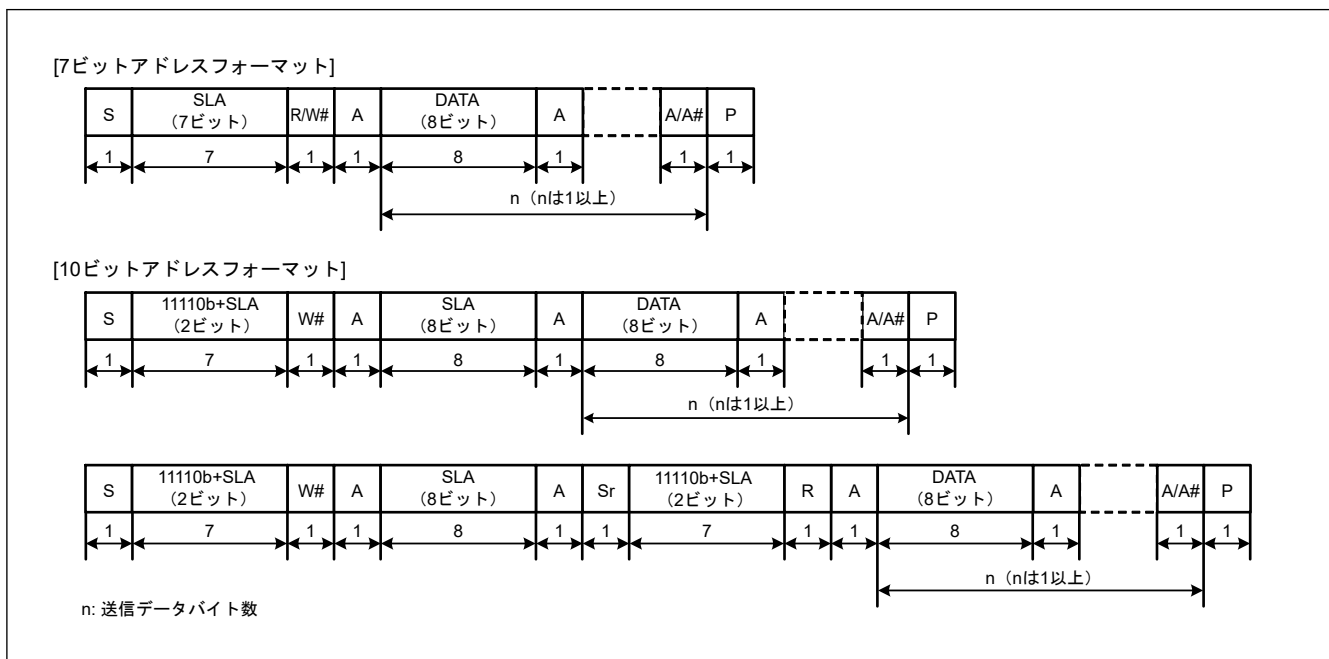 [7ビットアドレスフォーマット]
S SLA R/W# A DATA A A/A# P
(7ビット) (8ビット)
1 7 1 1 8 1 1 1
n（nは1以上）
[10ビットアドレスフォーマット]
S 11110b+SLA W# A SLA A DATA A A/A# P
（2ビット） （8ビット） （8ビット）
1 7 1 1 8 1 8 1 1 1
n（nは1以上）
S 11110b+SLA W# A SLA A Sr 11110b+SLA R A DATA A A/A# P
（2ビット） （8ビット） （2ビット） （8ビット）
1 7 1 1 8 1 1 7 1 1 8 1 1 1
n（nは1以上）
n: 送信データバイト数